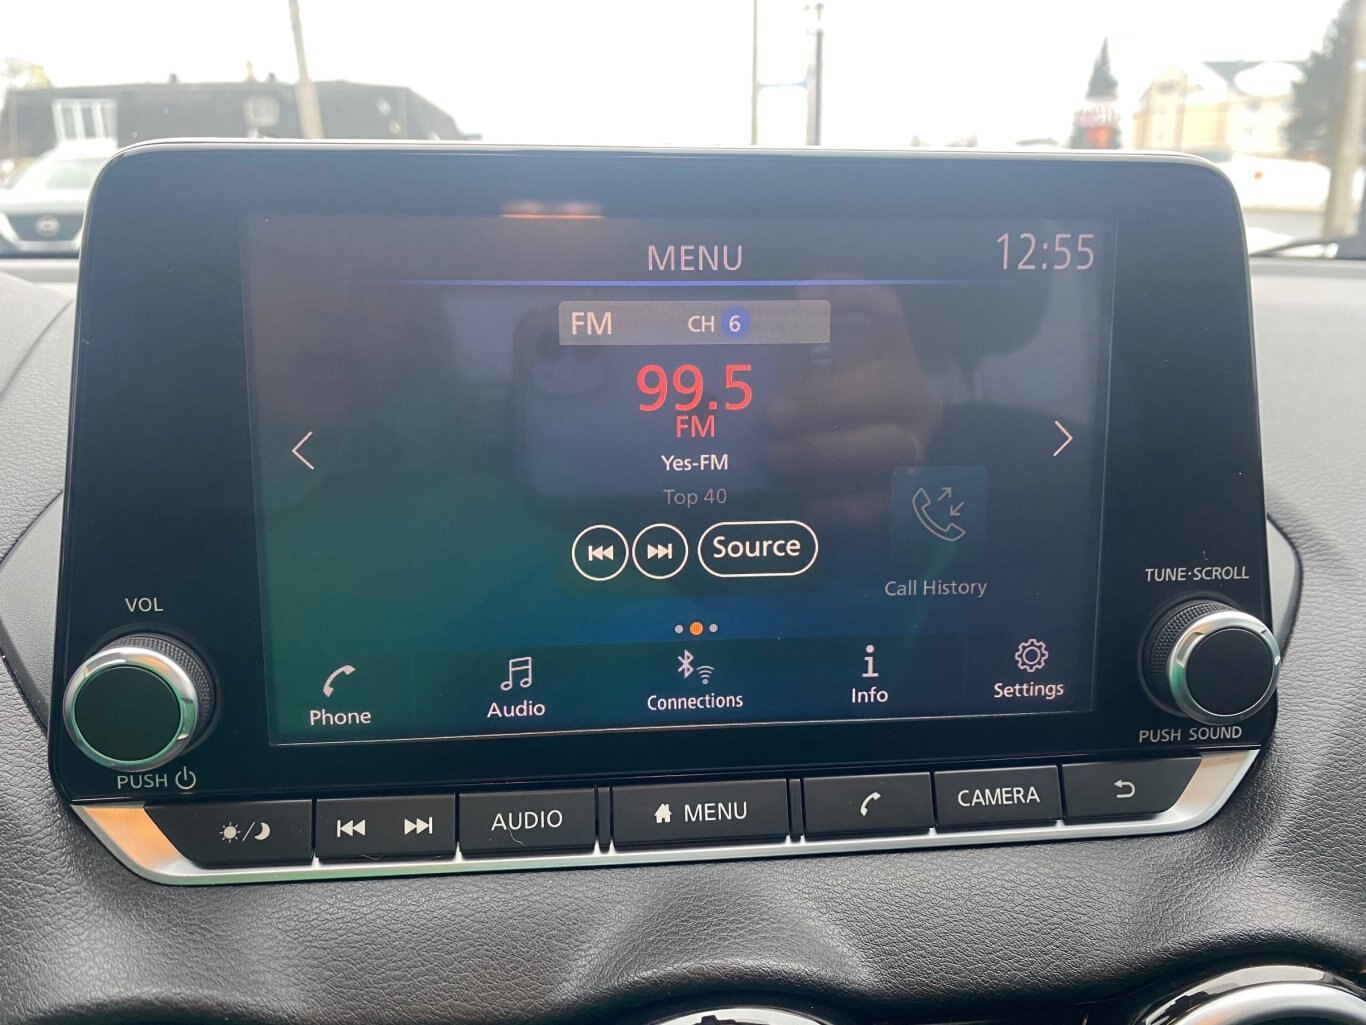 MENU
12:55
FM CH 6
99.5
FM
Yes-FM
Top 40
Source
Call History
Phone
Audio
Connections
Info
Settings
VOL
PUSH
TUNE·SCROLL
PUSH SOUND
AUDIO
MENU
CAMERA